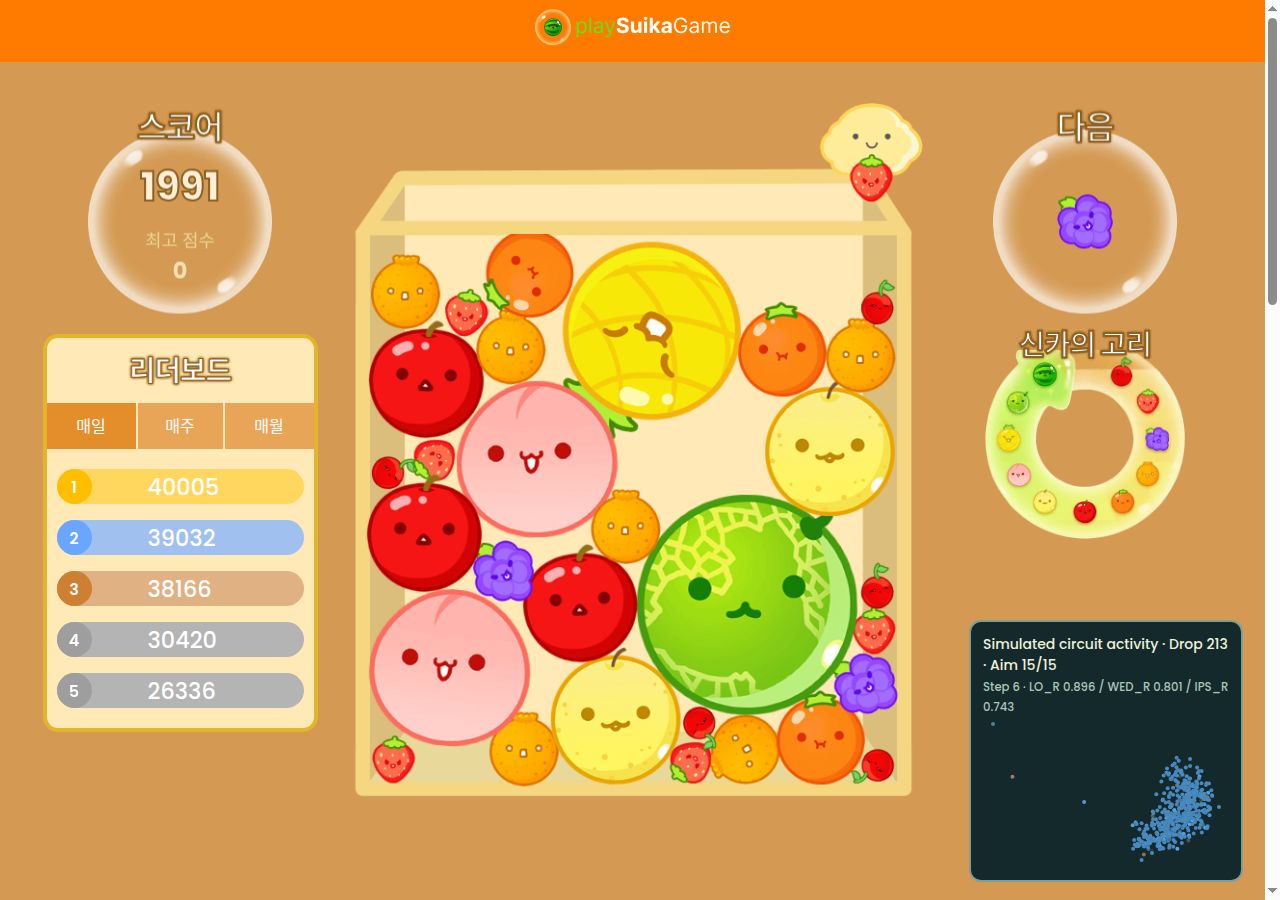 playSuikaGame
스코어
1991
최고 점수
0
리더보드
매일 매주 매월
1 40005
2 39032
3 38166
4 30420
5 26336
다음
신카의 고리
Simulated circuit activity · Drop 213
· Aim 15/15
Step 6 · LO_R 0.896 / WED_R 0.801 / IPS_R
0.743